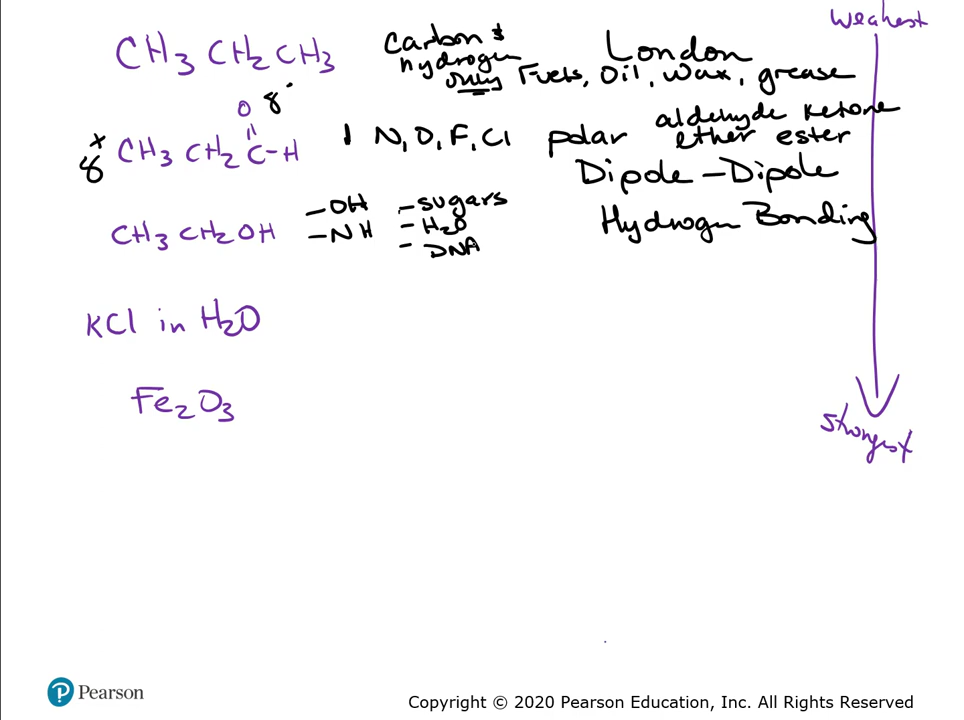 weakest
CH3 CH2 CH3 Carbon & hydrogen only London
Fuels, Oil, Wax, grease
O δ-
||
δ+ CH3 CH2 C-H 1 N, O, F, Cl polar aldehyde ketone
ether ester
Dipole-Dipole
CH3 CH2 OH -OH -sugars Hydrogen Bonding
-NH -H2O
-DNA
KCl in H2O
Fe2O3
strongest
Pearson
Copyright © 2020 Pearson Education, Inc. All Rights Reserved